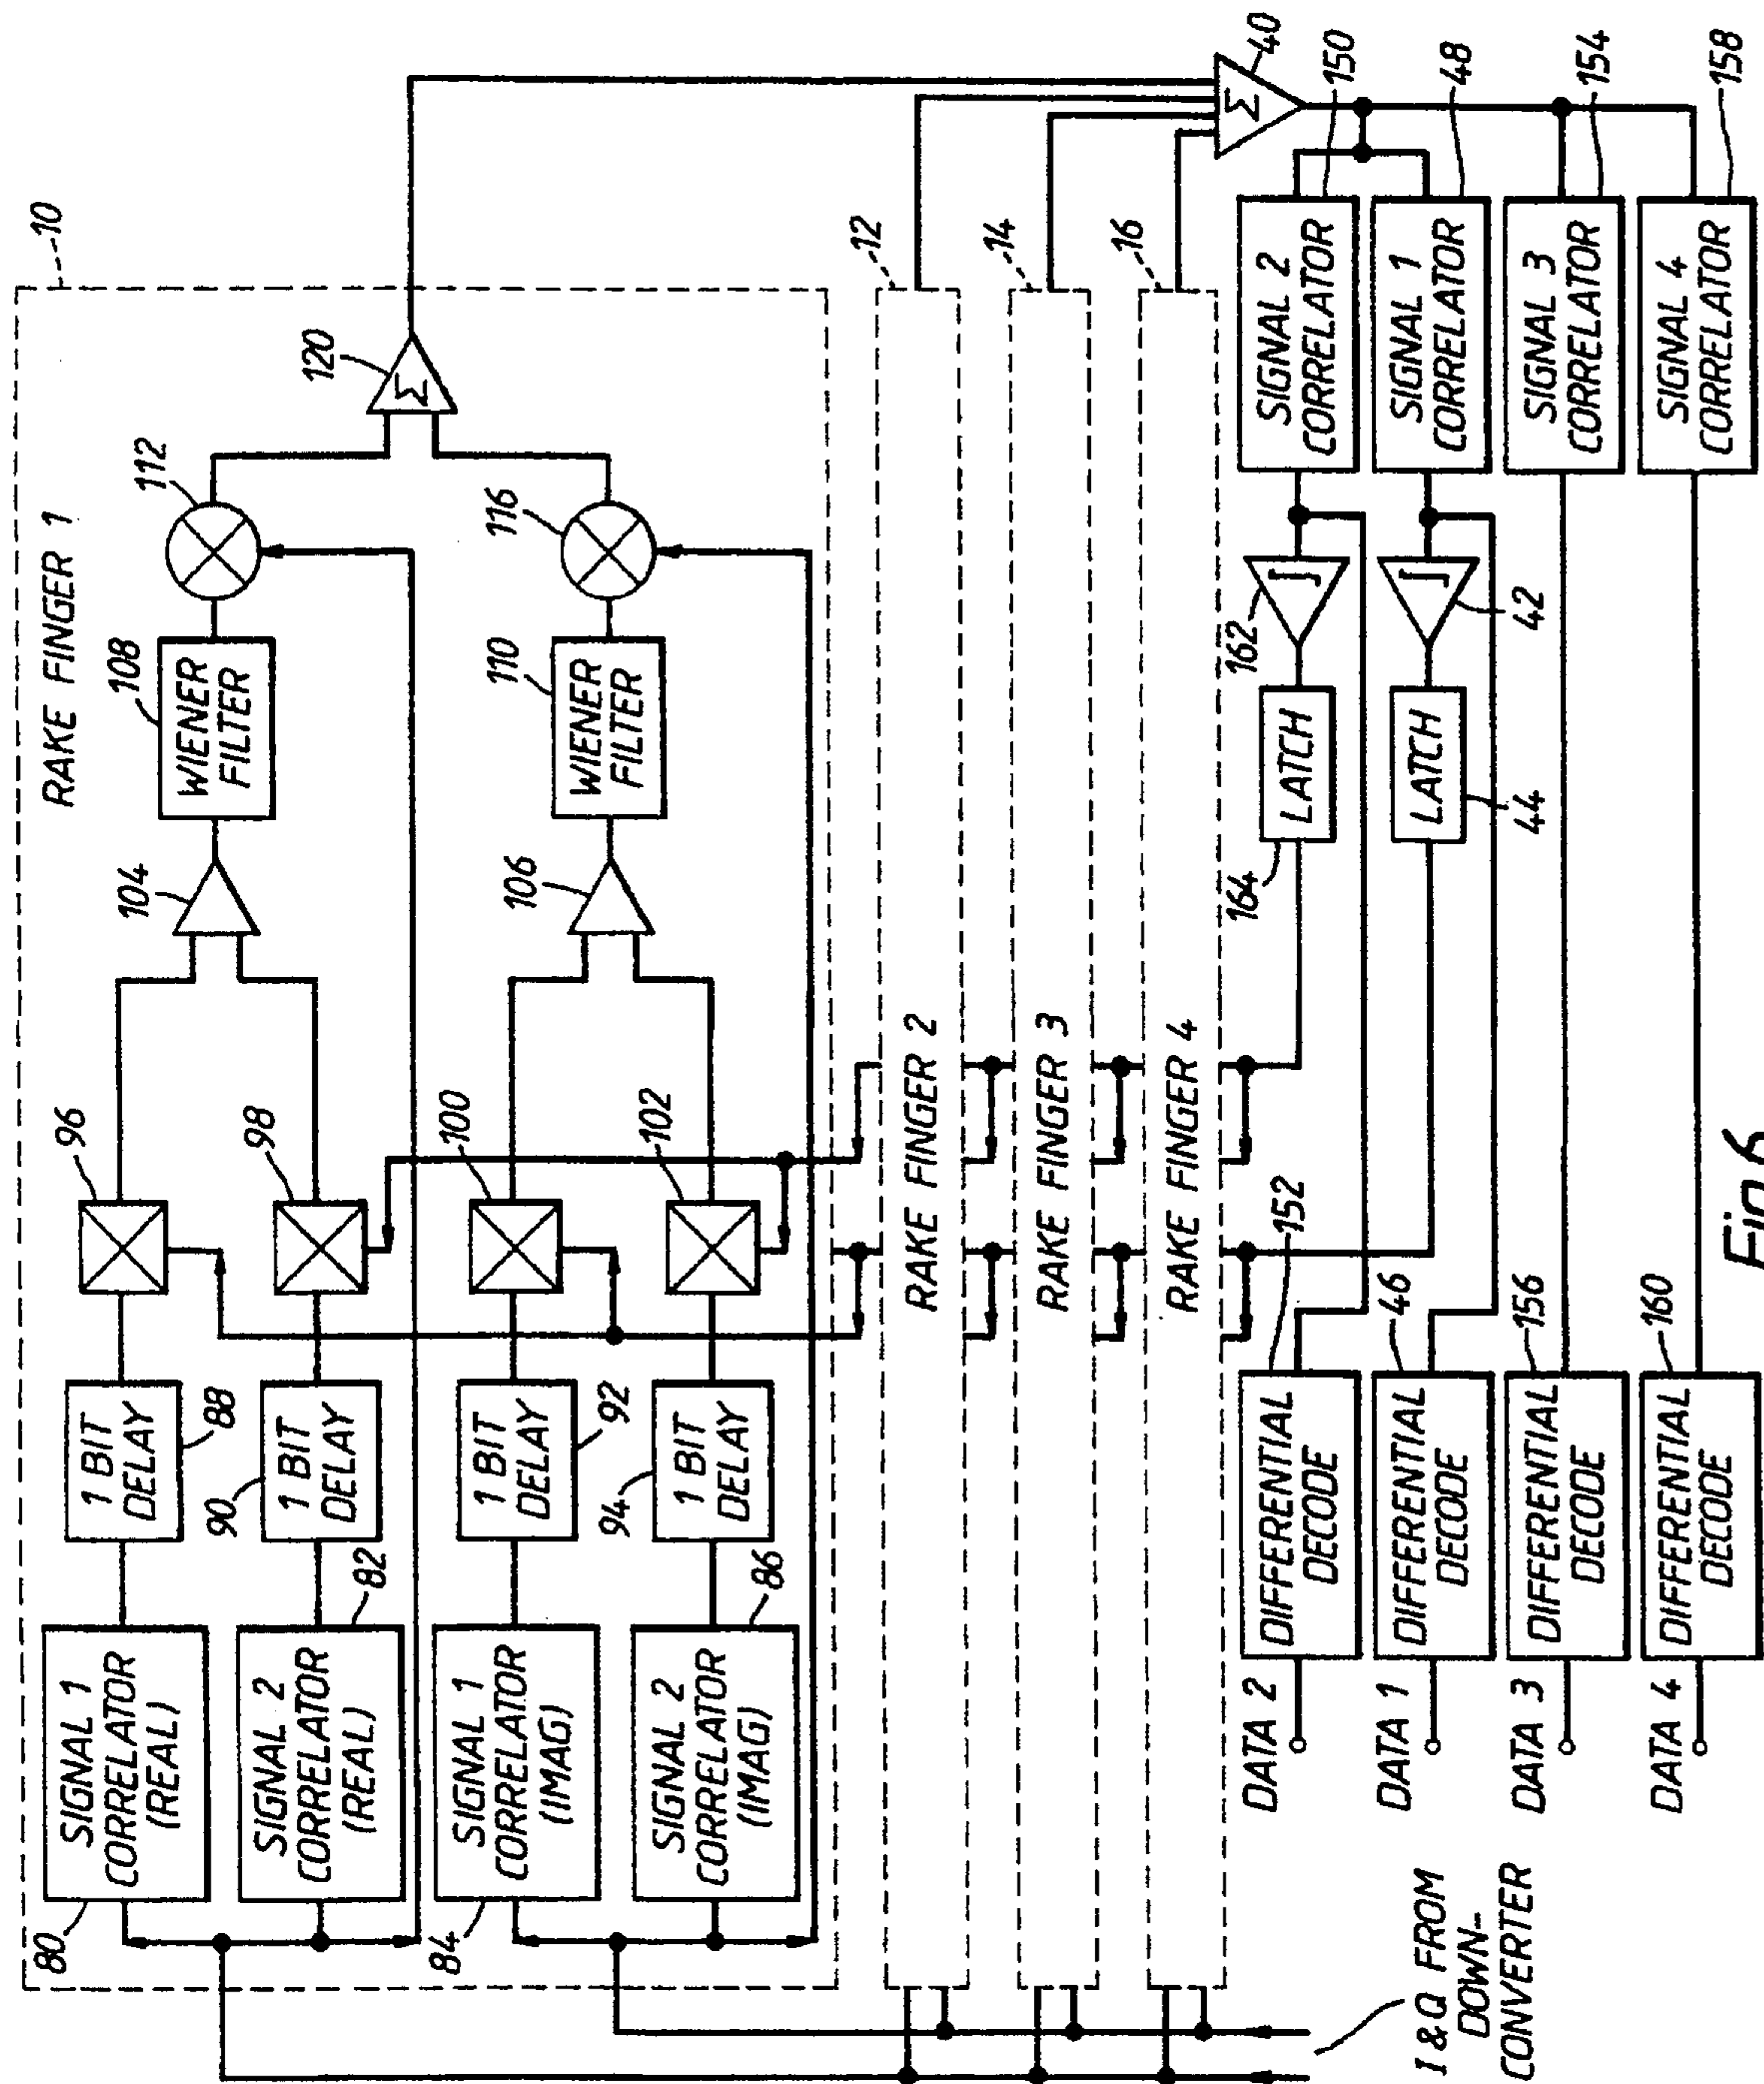 RAKE FINGER 1
10
SIGNAL 1
CORRELATOR
(REAL)
80
1 BIT
DELAY
88
96
104
108
WIENER
FILTER
112
120
SIGNAL 2
CORRELATOR
(REAL)
82
90
1 BIT
DELAY
98
SIGNAL 1
CORRELATOR
(IMAG)
84
1 BIT
DELAY
92
100
106
110
WIENER
FILTER
116
Σ
SIGNAL 2
CORRELATOR
(IMAG)
86
94
1 BIT
DELAY
102
RAKE FINGER 2
12
RAKE FINGER 3
14
RAKE FINGER 4
16
Σ
40
I & Q FROM
DOWN-
CONVERTER
DATA 2
DIFFERENTIAL
DECODE
152
164
LATCH
162
∫
SIGNAL 2
CORRELATOR
150
DATA 1
DIFFERENTIAL
DECODE
46
LATCH
44
∫
42
SIGNAL 1
CORRELATOR
48
DATA 3
DIFFERENTIAL
DECODE
156
SIGNAL 3
CORRELATOR
154
DATA 4
DIFFERENTIAL
DECODE
160
SIGNAL 4
CORRELATOR
158
Fig.6